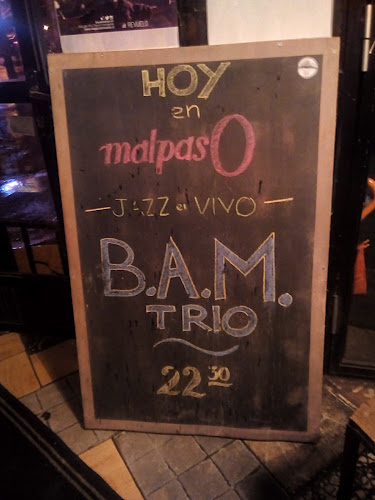 HOY
en
malpasO
- JAZZ en VIVO -
B.A.M.
TRIO
22 30